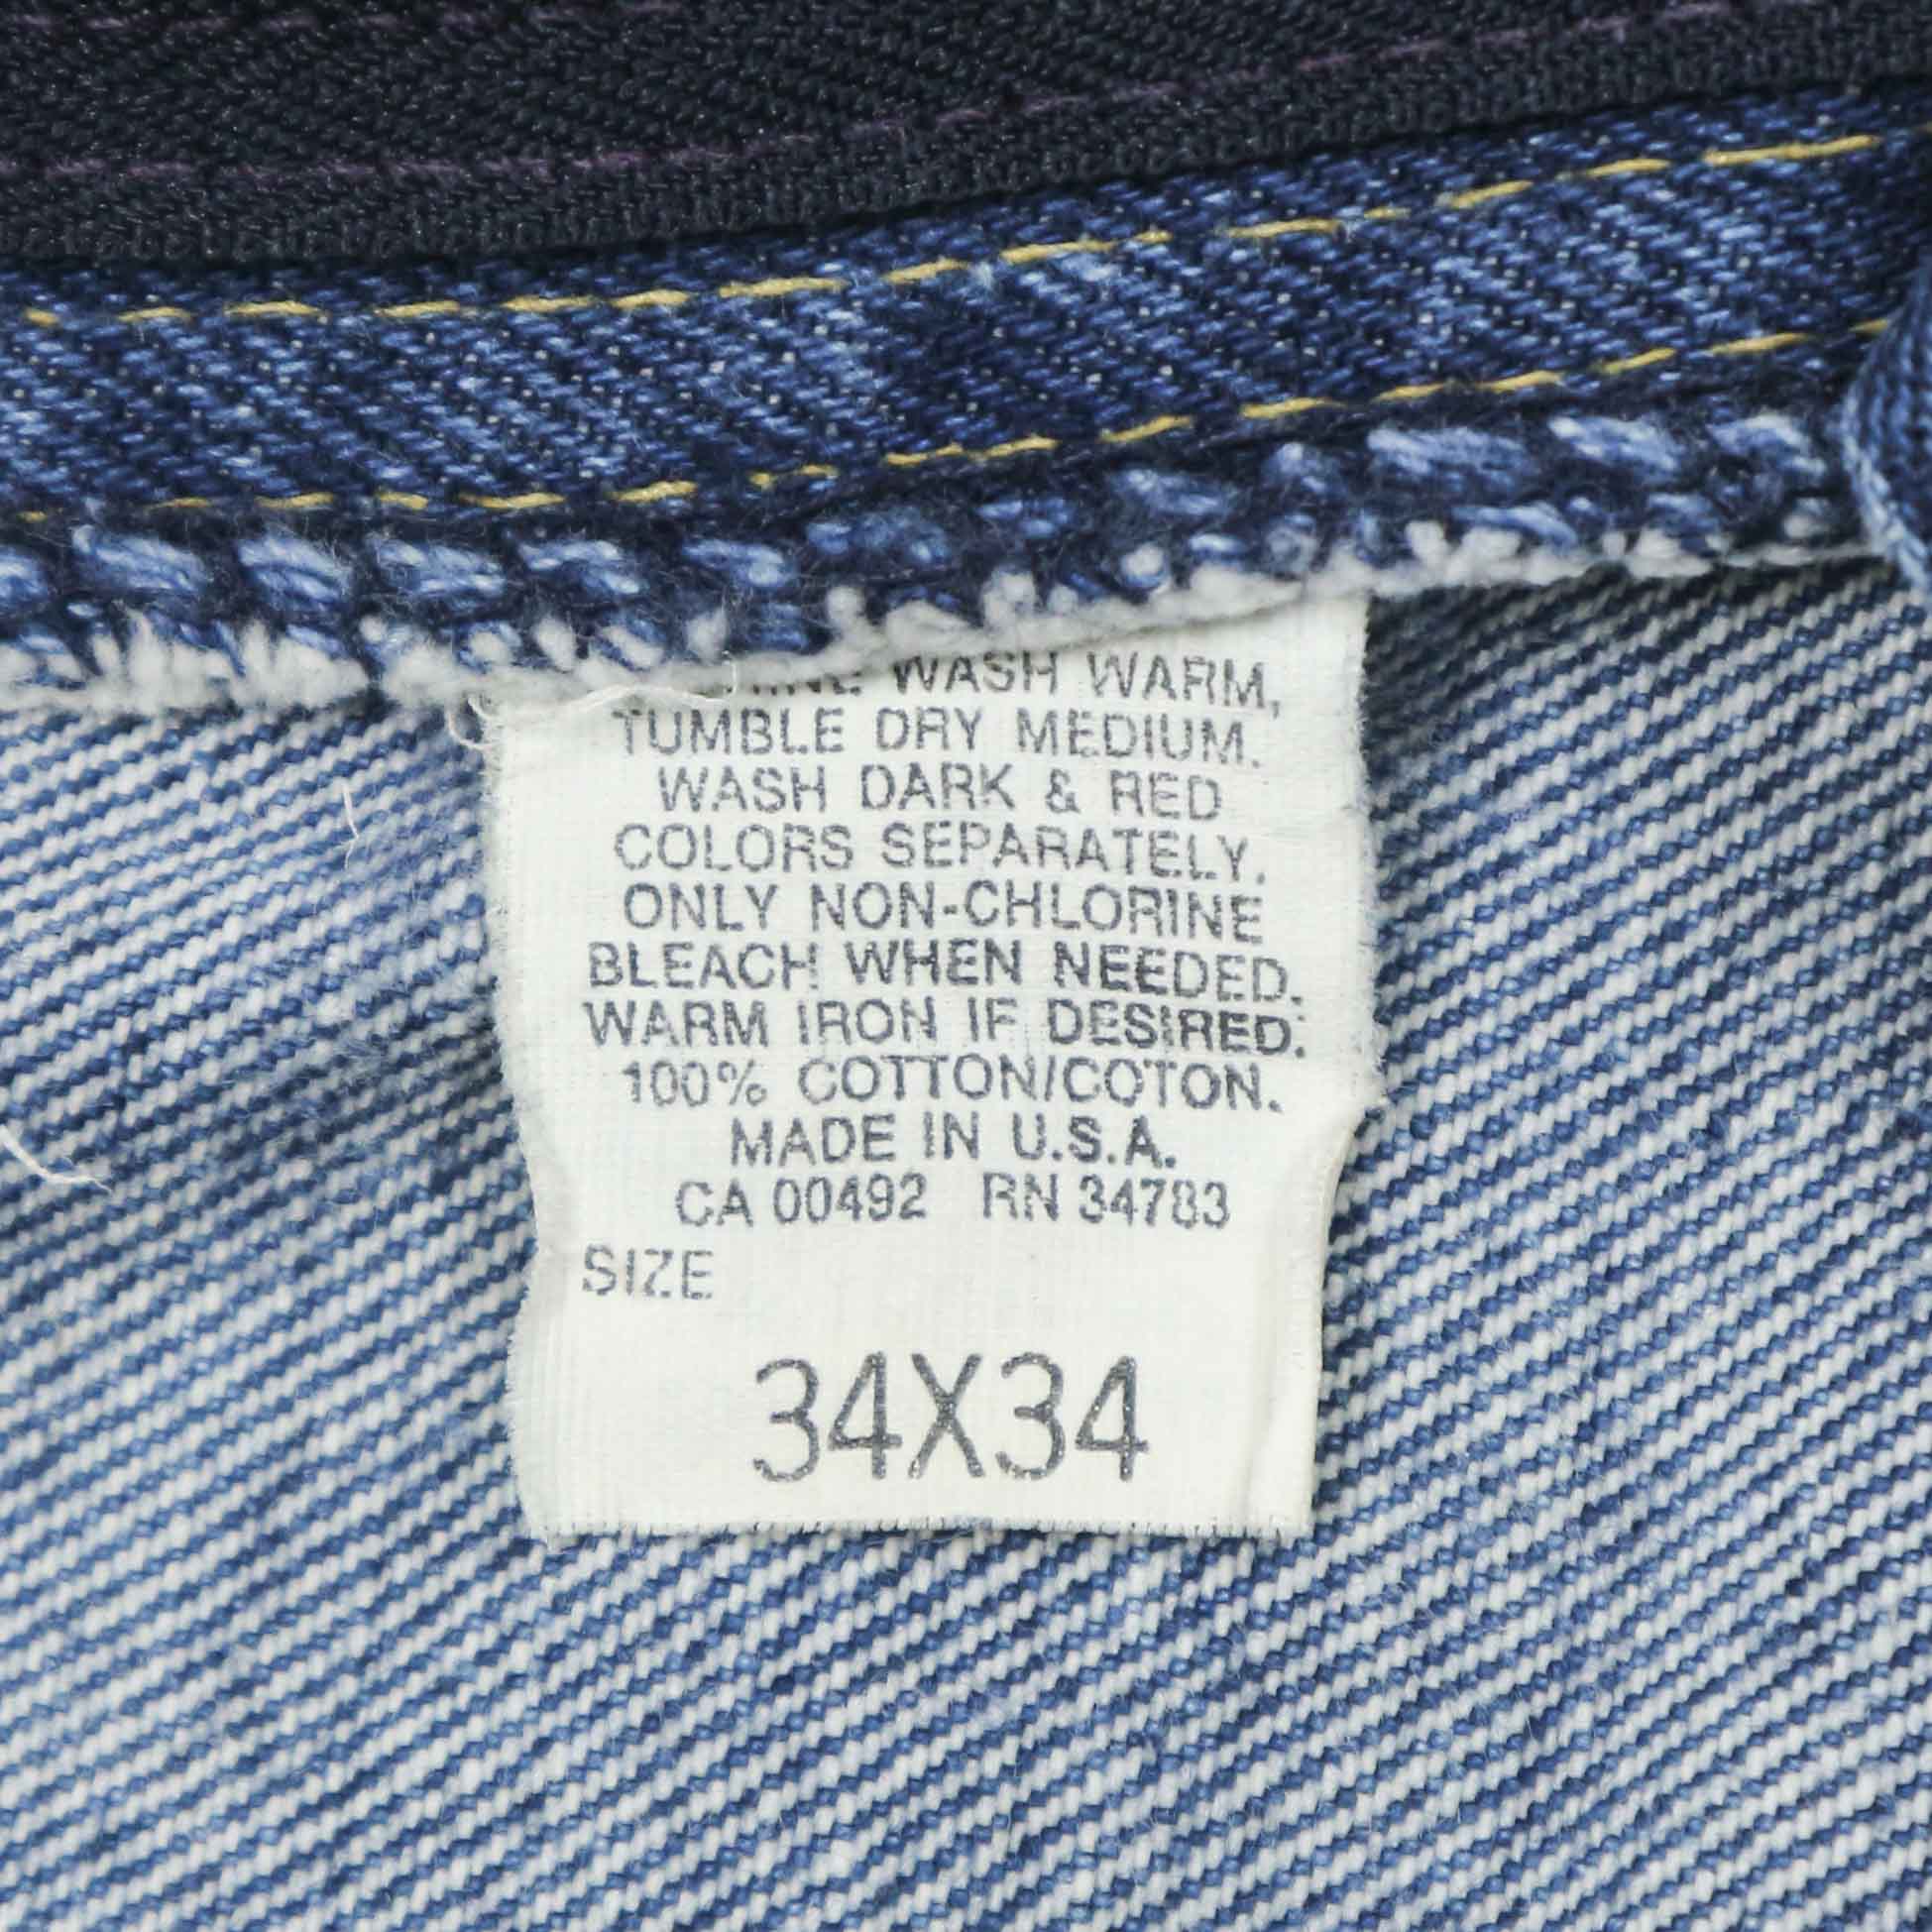 WASH WARM,
TUMBLE DRY MEDIUM.
WASH DARK & RED
COLORS SEPARATELY.
ONLY NON-CHLORINE
BLEACH WHEN NEEDED.
WARM IRON IF DESIRED.
100% COTTON/COTON.
MADE IN U.S.A.
CA 00492 RN 34783
SIZE
34X34